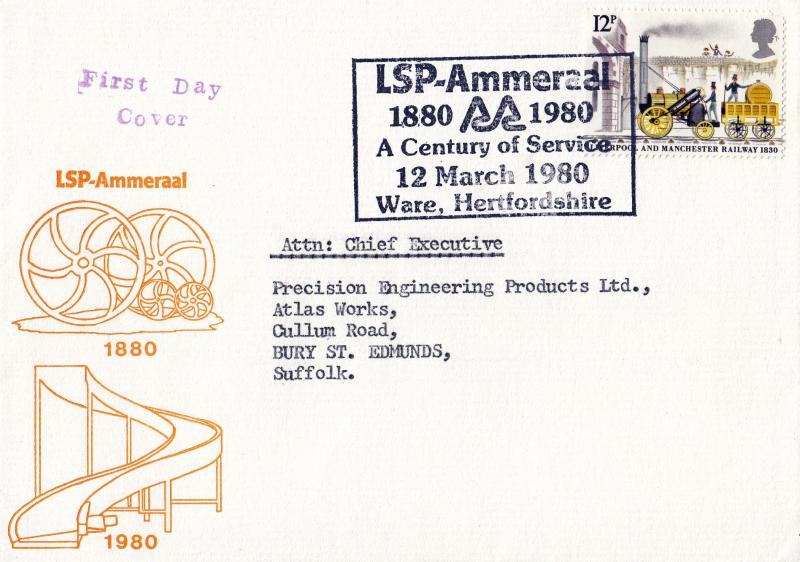 First Day
Cover
LSP-Ammeraal
1880 1980
A Century of Service
12 March 1980
Ware, Hertfordshire
12P
RPOOL AND MANCHESTER RAILWAY 1830
LSP-Ammeraal
1880
1980
Attn: Chief Executive
Precision Engineering Products Ltd.,
Atlas Works,
Cullum Road,
BURY ST. EDMUNDS,
Suffolk.